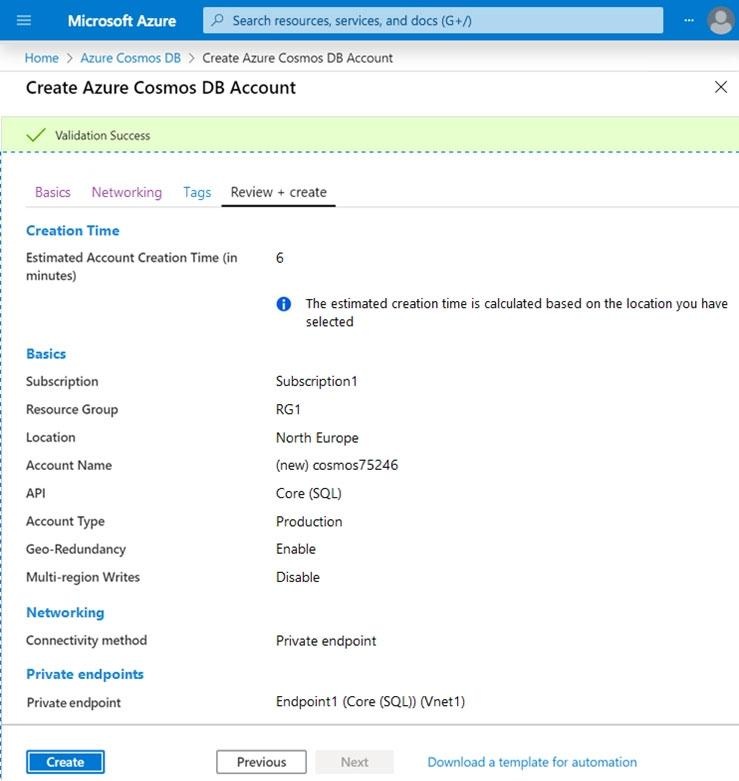 Microsoft Azure
Search resources, services, and docs (G+/)
Home > Azure Cosmos DB > Create Azure Cosmos DB Account
Create Azure Cosmos DB Account
Validation Success
Basics Networking Tags Review + create
Creation Time
Estimated Account Creation Time (in 6
minutes)
The estimated creation time is calculated based on the location you have
selected
Basics
Subscription Subscription1
Resource Group RG1
Location North Europe
Account Name (new) cosmos75246
API Core (SQL)
Account Type Production
Geo-Redundancy Enable
Multi-region Writes Disable
Networking
Connectivity method Private endpoint
Private endpoints
Private endpoint Endpoint1 (Core (SQL)) (Vnet1)
Create Previous Next Download a template for automation